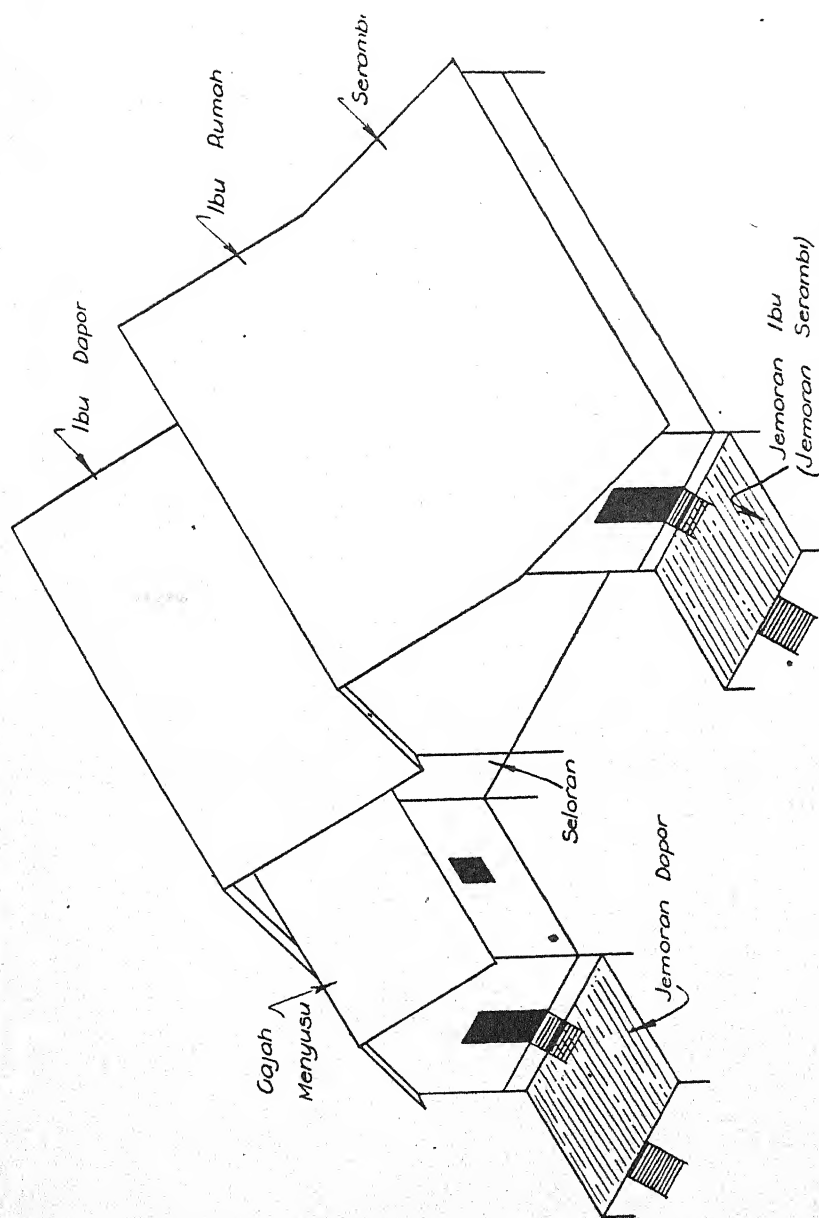 Ibu Dapor
Ibu Rumah
Serambi
Gajah
Menyusu
Seloran
Jemoran Dapor
Jemoran Ibu
(Jemoran Serambi)